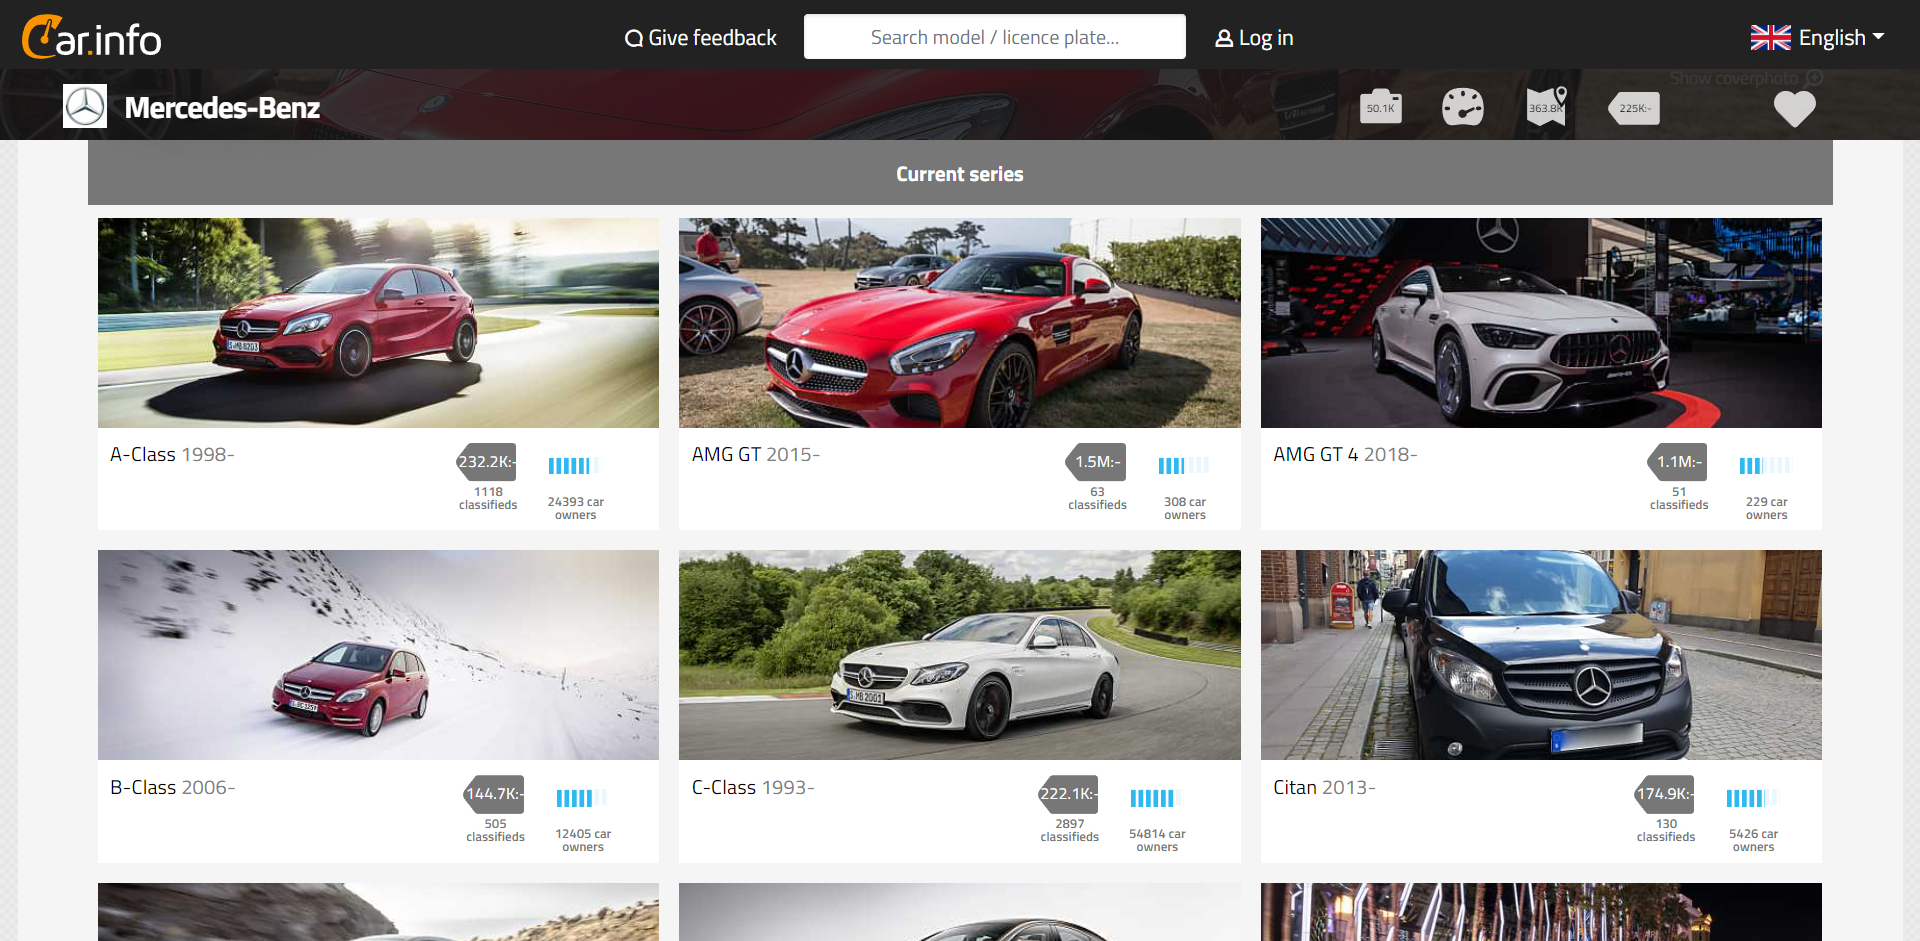 Car.info
Give feedback
Search model / licence plate...
Log in
English
Mercedes-Benz
50.1K
363.8K
225K:-
Show coverphoto
Current series
A-Class 1998-
232.2K:-
1118
classifieds
24393 car
owners
AMG GT 2015-
1.5M:-
63
classifieds
308 car
owners
AMG GT 4 2018-
1.1M:-
51
classifieds
229 car
owners
B-Class 2006-
144.7K:-
505
classifieds
12405 car
owners
C-Class 1993-
222.1K:-
2897
classifieds
54814 car
owners
Citan 2013-
174.9K:-
130
classifieds
5426 car
owners